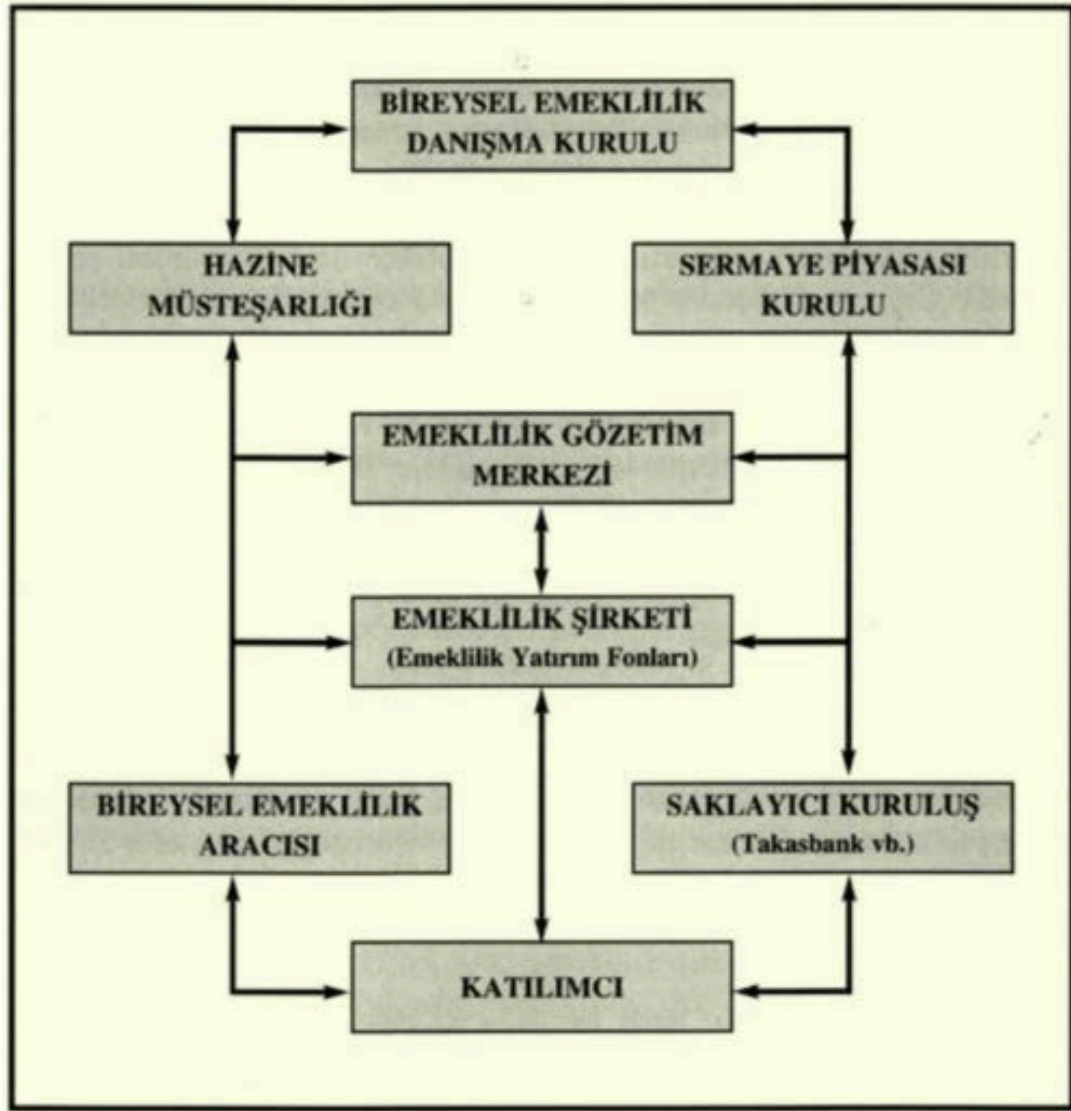 BİREYSEL EMEKLİLİK
DANIŞMA KURULU
HAZİNE
MÜSTEŞARLIĞI
SERMAYE PİYASASI
KURULU
EMEKLİLİK GÖZETİM
MERKEZİ
EMEKLİLİK ŞİRKETİ
(Emeklilik Yatırım Fonları)
BİREYSEL EMEKLİLİK
ARACISI
SAKLAYICI KURULUŞ
(Takasbank vb.)
KATILIMCI